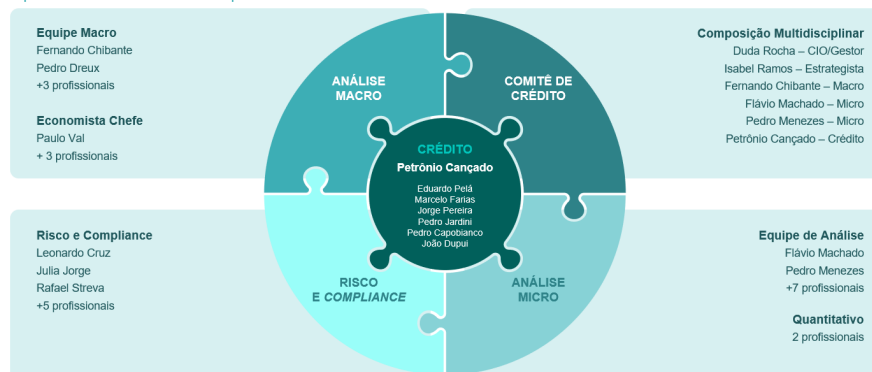 Equipe Macro
Fernando Chibante
Pedro Dreux
+3 profissionais
Economista Chefe
Paulo Val
+ 3 profissionais
ANÁLISE
MACRO
COMITÊ DE
CRÉDITO
Composição Multidisciplinar
Duda Rocha – CIO/Gestor
Isabel Ramos – Estrategista
Fernando Chibante – Macro
Flávio Machado – Micro
Pedro Menezes – Micro
Petrônio Cançado – Crédito
CRÉDITO
Petrônio Cançado
Eduardo Pelá
Marcelo Farias
Jorge Pereira
Pedro Jardini
Pedro Capobianco
João Dupui
Risco e Compliance
Leonardo Cruz
Julia Jorge
Rafael Streva
+5 profissionais
RISCO
E COMPLIANCE
ANÁLISE
MICRO
Equipe de Análise
Flávio Machado
Pedro Menezes
+7 profissionais
Quantitativo
2 profissionais